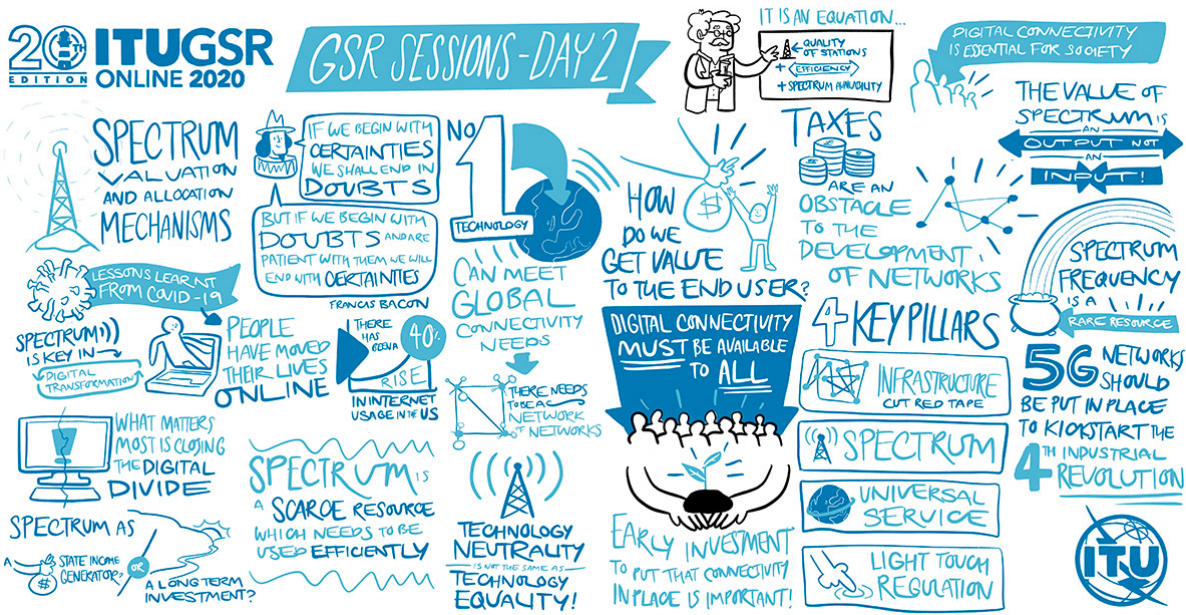 20TH
EDITION
ITUGSR
ONLINE 2020
GSR SESSIONS - DAY 2
IT IS AN EQUATION...
QUALITY
OF STATIONS
+ EFFICIENCY
+ SPECTRUM AVAILABILITY
DIGITAL CONNECTIVITY
IS ESSENTIAL FOR SOCIETY
SPECTRUM
VALUATION
AND ALLOCATION
MECHANISMS
IF WE BEGIN WITH
CERTAINTIES
WE SHALL END IN
DOUBTS
BUT IF WE BEGIN WITH
DOUBTS AND ARE
PATIENT WITH THEM WE WILL
END WITH CERTAINTIES
FRANCIS BACON
NO.
1
TECHNOLOGY
CAN MEET
GLOBAL
CONNECTIVITY
NEEDS
THERE NEEDS
TO BE A
NETWORK
OF NETWORKS
HOW
DO WE
GET VALUE
TO THE END USER?
$
TAXES
ARE AN
OBSTACLE
TO THE
DEVELOPMENT
OF NETWORKS
THE VALUE OF
SPECTRUM IS
AN
OUTPUT NOT
AN
INPUT!
SPECTRUM
FREQUENCY
IS A
RARE RESOURCE
LESSONS LEARNT
FROM COVID-19
SPECTRUM
IS KEY IN
DIGITAL
TRANSFORMATION
PEOPLE
HAVE MOVED
THEIR LIVES
ONLINE
THERE
HAS
BEEN A
40%
RISE
IN INTERNET
USAGE IN THE US
DIGITAL CONNECTIVITY
MUST BE AVAILABLE
TO ALL
4 KEY PILLARS
INFRASTRUCTURE
CUT RED TAPE
SPECTRUM
UNIVERSAL
SERVICE
LIGHT TOUCH
REGULATION
5G NETWORKS
SHOULD
BE PUT IN PLACE
TO KICKSTART THE
4TH INDUSTRIAL
REVOLUTION
!
WHAT MATTERS
MOST IS CLOSING
THE DIGITAL
DIVIDE
SPECTRUM IS
A SCARCE RESOURCE
WHICH NEEDS TO BE
USED EFFICIENTLY
TECHNOLOGY
NEUTRALITY
IS NOT THE SAME AS
TECHNOLOGY
EQUALITY!
EARLY INVESTMENT
TO PUT THAT CONNECTIVITY
IN PLACE IS IMPORTANT!
SPECTRUM AS
A
$
STATE INCOME
GENERATOR?
OR
A LONG TERM
INVESTMENT?
ITU